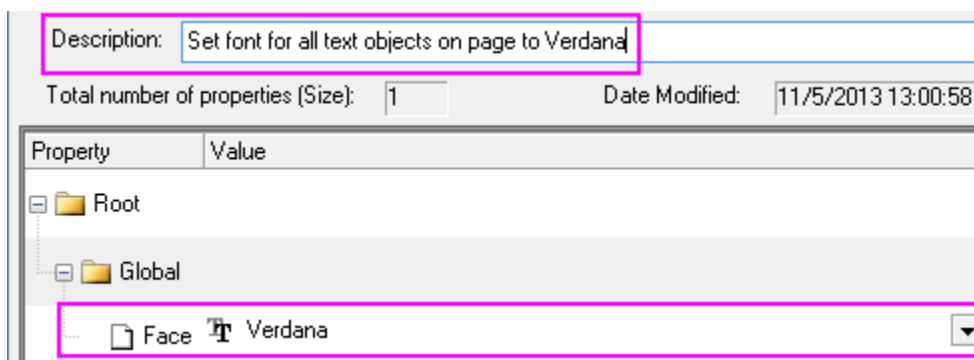 Description: Set font for all text objects on page to Verdana
Total number of properties (Size): 1 Date Modified: 11/5/2013 13:00:58
Property Value
Root
Global
Face Verdana